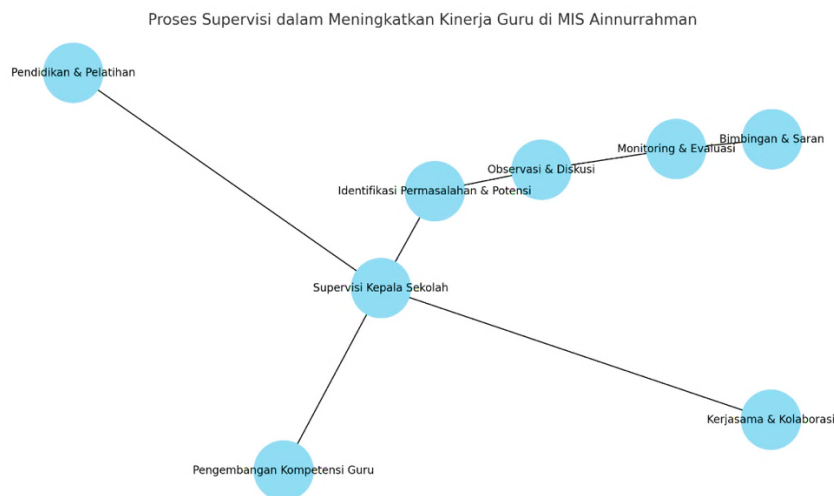 Proses Supervisi dalam Meningkatkan Kinerja Guru di MIS Ainnurrahman
Pendidikan & Pelatihan
Bimbingan & Saran
Monitoring & Evaluasi
Observasi & Diskusi
Identifikasi Permasalahan & Potensi
Supervisi Kepala Sekolah
Kerjasama & Kolaborasi
Pengembangan Kompetensi Guru